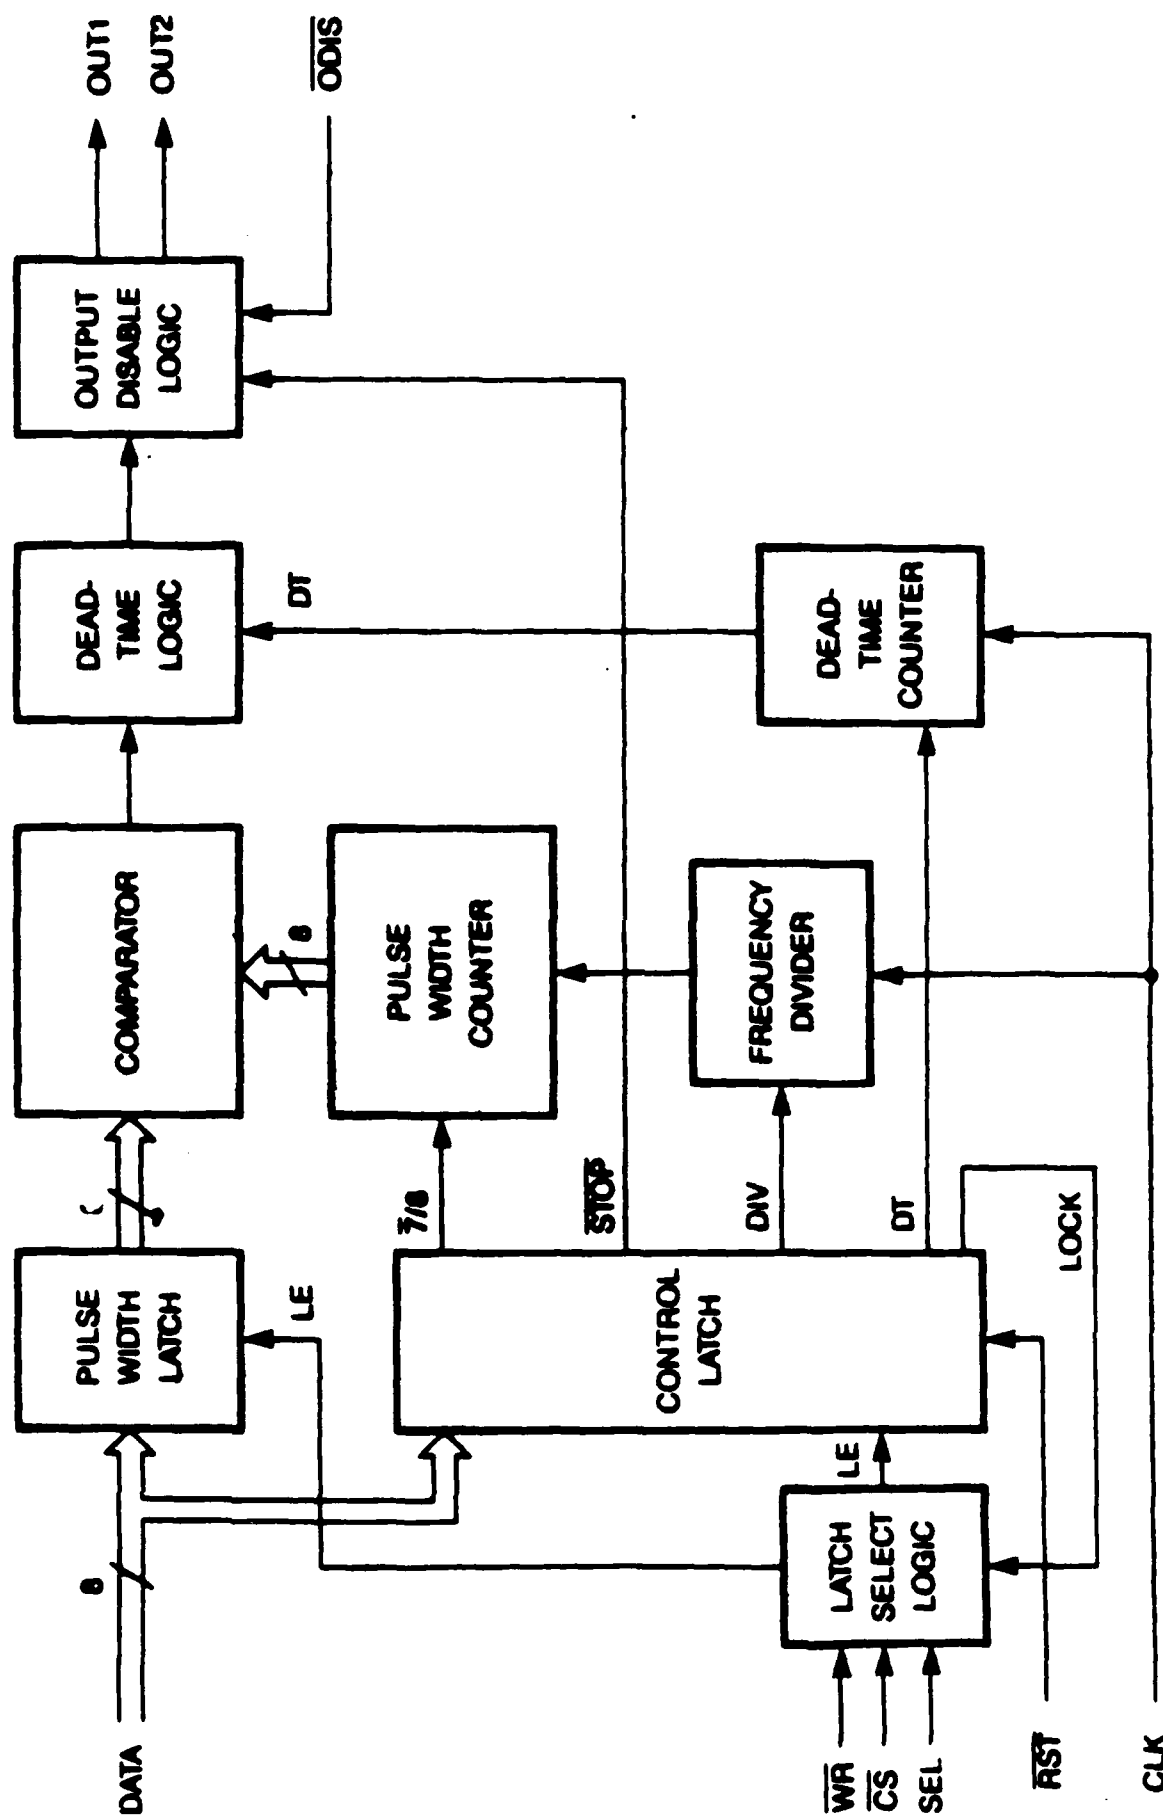 DATA
8
PULSE
WIDTH
LATCH
COMPARATOR
DEAD-
TIME
LOGIC
OUTPUT
DISABLE
LOGIC
OUT1
OUT2
ODIS
LE
8
DT
PULSE
WIDTH
COUNTER
7/8
STOP
DIV
DT
LOCK
CONTROL
LATCH
FREQUENCY
DIVIDER
DEAD-
TIME
COUNTER
LE
LATCH
SELECT
LOGIC
WR
CS
SEL
RST
CLK